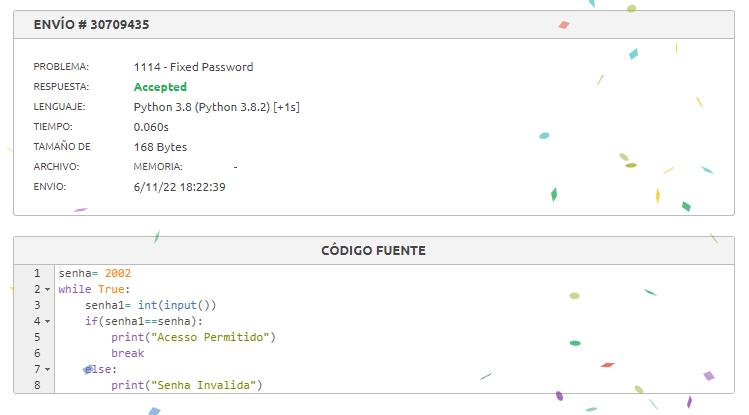 ENVÍO # 30709435
PROBLEMA: 1114 - Fixed Password
RESPUESTA: Accepted
LENGUAJE: Python 3.8 (Python 3.8.2) [+1s]
TIEMPO: 0.060s
TAMAÑO DE 168 Bytes
ARCHIVO: MEMORIA: -
ENVIO: 6/11/22 18:22:39
CÓDIGO FUENTE
1 senha= 2002
2 while True:
3     senha1= int(input())
4     if(senha1==senha):
5         print("Acesso Permitido")
6         break
7     else:
8         print("Senha Invalida")